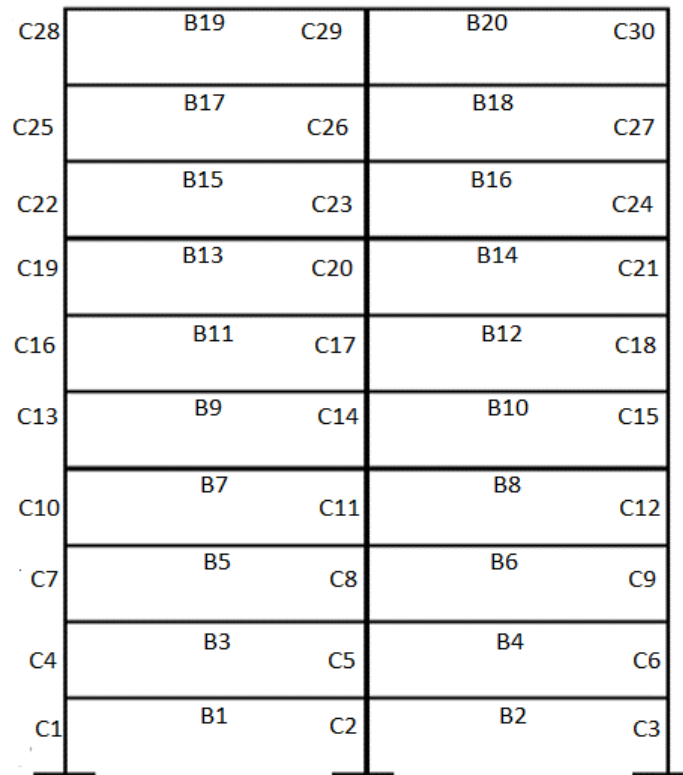 C28 B19 C29 B20 C30
C25 B17 C26 B18 C27
C22 B15 C23 B16 C24
C19 B13 C20 B14 C21
C16 B11 C17 B12 C18
C13 B9 C14 B10 C15
C10 B7 C11 B8 C12
C7 B5 C8 B6 C9
C4 B3 C5 B4 C6
C1 B1 C2 B2 C3